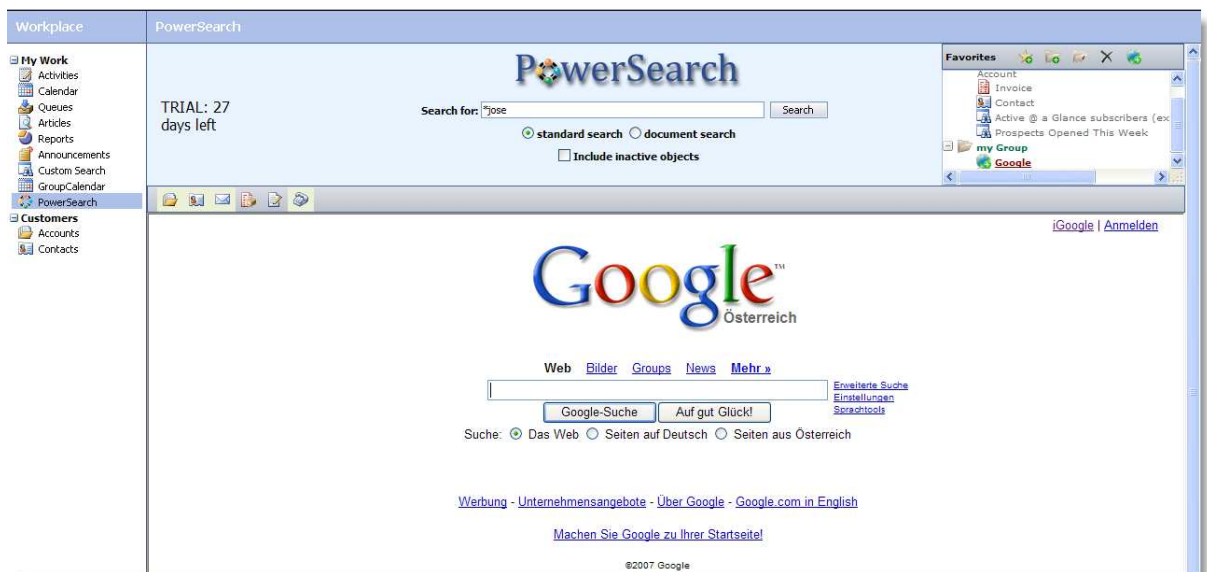 Workplace
PowerSearch
My Work
Activities
Calendar
Queues
Articles
Reports
Announcements
Custom Search
GroupCalendar
PowerSearch
Customers
Accounts
Contacts
TRIAL: 27
days left
PowerSearch
Search for: *jose Search
standard search document search
Include inactive objects
Favorites
Account
Invoice
Contact
Active @ a Glance subscribers (ex
Prospects Opened This Week
my Group
Google
iGoogle | Anmelden
Google™
Österreich
Web Bilder Groups News Mehr »
Erweiterte Suche
Einstellungen
Sprachtools
Google-Suche Auf gut Glück!
Suche: Das Web Seiten auf Deutsch Seiten aus Österreich
Werbung - Unternehmensangebote - Über Google - Google.com in English
Machen Sie Google zu Ihrer Startseite!
©2007 Google